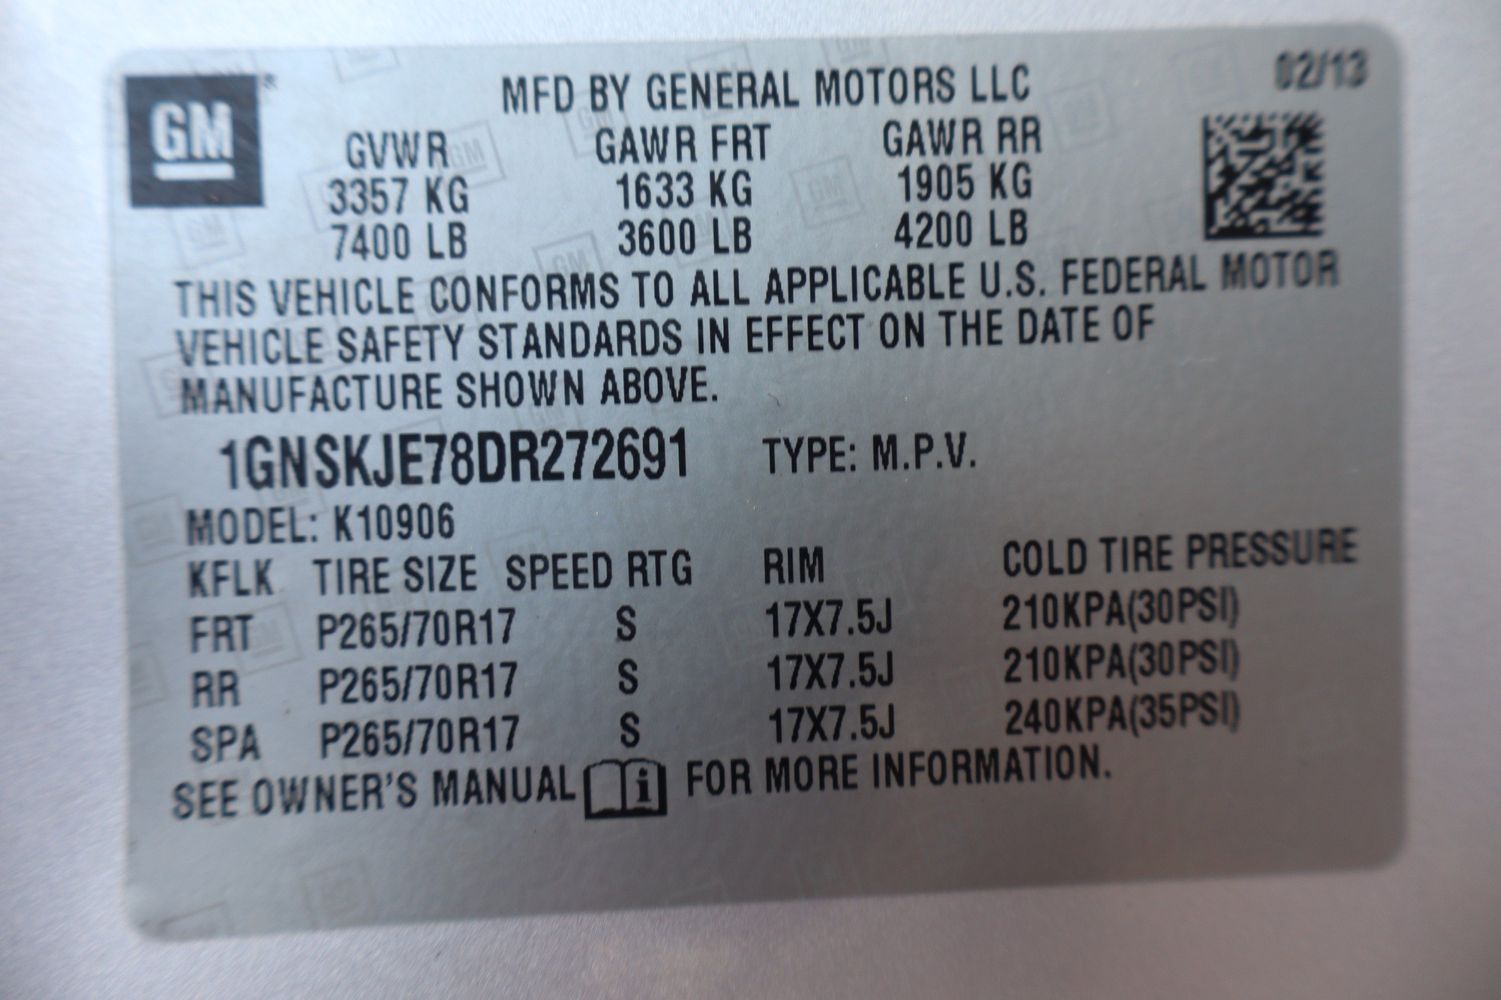 GM®
MFD BY GENERAL MOTORS LLC 02/13
GVWR GAWR FRT GAWR RR
3357 KG 1633 KG 1905 KG
7400 LB 3600 LB 4200 LB
THIS VEHICLE CONFORMS TO ALL APPLICABLE U.S. FEDERAL MOTOR
VEHICLE SAFETY STANDARDS IN EFFECT ON THE DATE OF
MANUFACTURE SHOWN ABOVE.
1GNSKJE78DR272691 TYPE: M.P.V.
MODEL: K10906
KFLK TIRE SIZE SPEED RTG RIM COLD TIRE PRESSURE
FRT P265/70R17 S 17X7.5J 210KPA(30PSI)
RR P265/70R17 S 17X7.5J 210KPA(30PSI)
SPA P265/70R17 S 17X7.5J 240KPA(35PSI)
SEE OWNER'S MANUAL i FOR MORE INFORMATION.